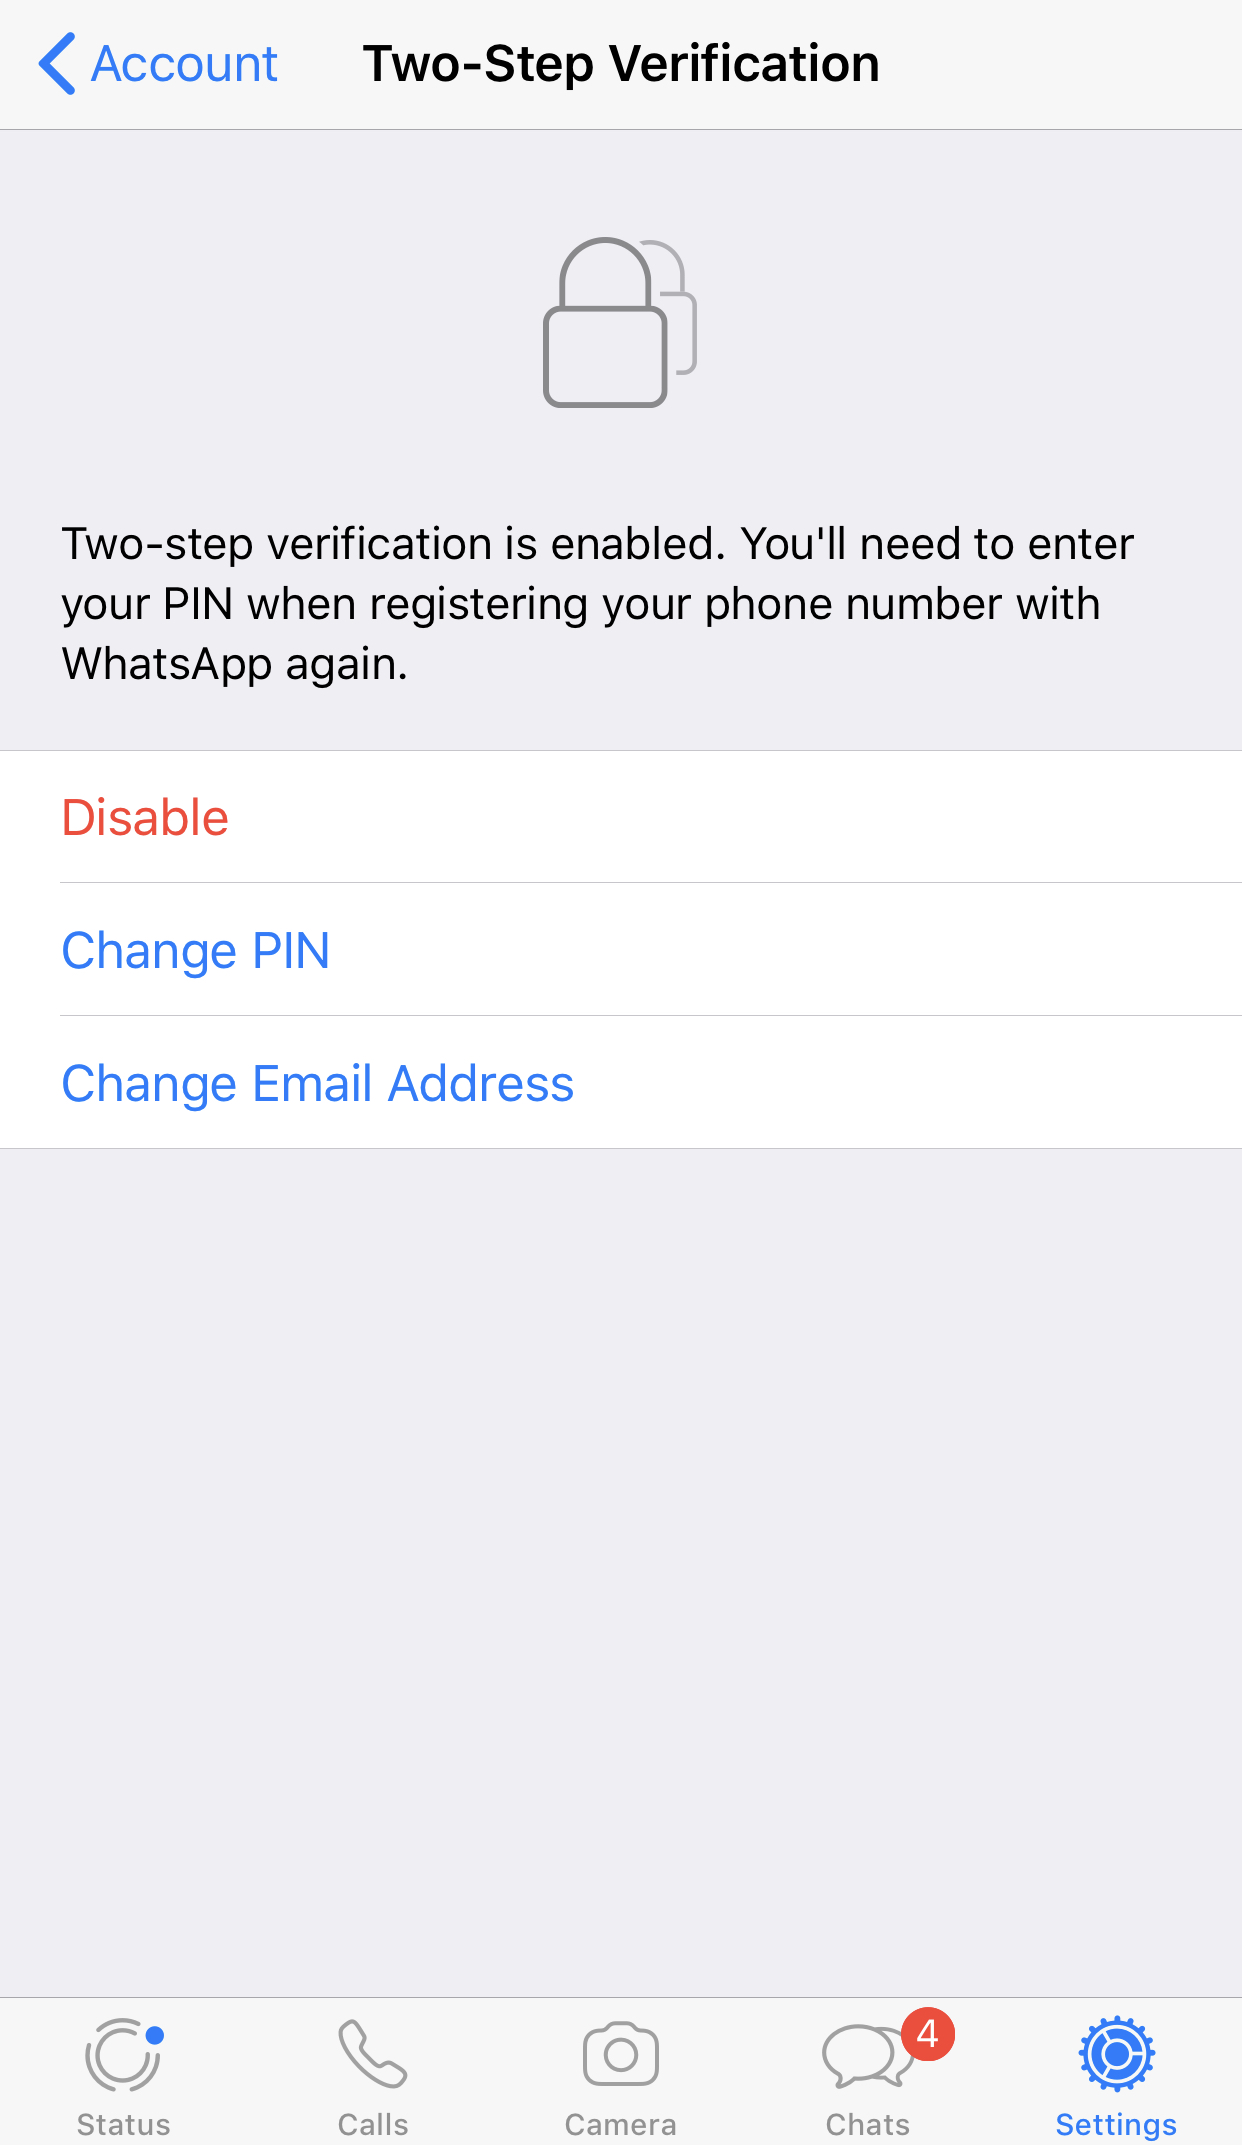 Account
Two-Step Verification
Two-step verification is enabled. You'll need to enter
your PIN when registering your phone number with
WhatsApp again.
Disable
Change PIN
Change Email Address
4
Status
Calls
Camera
Chats
Settings